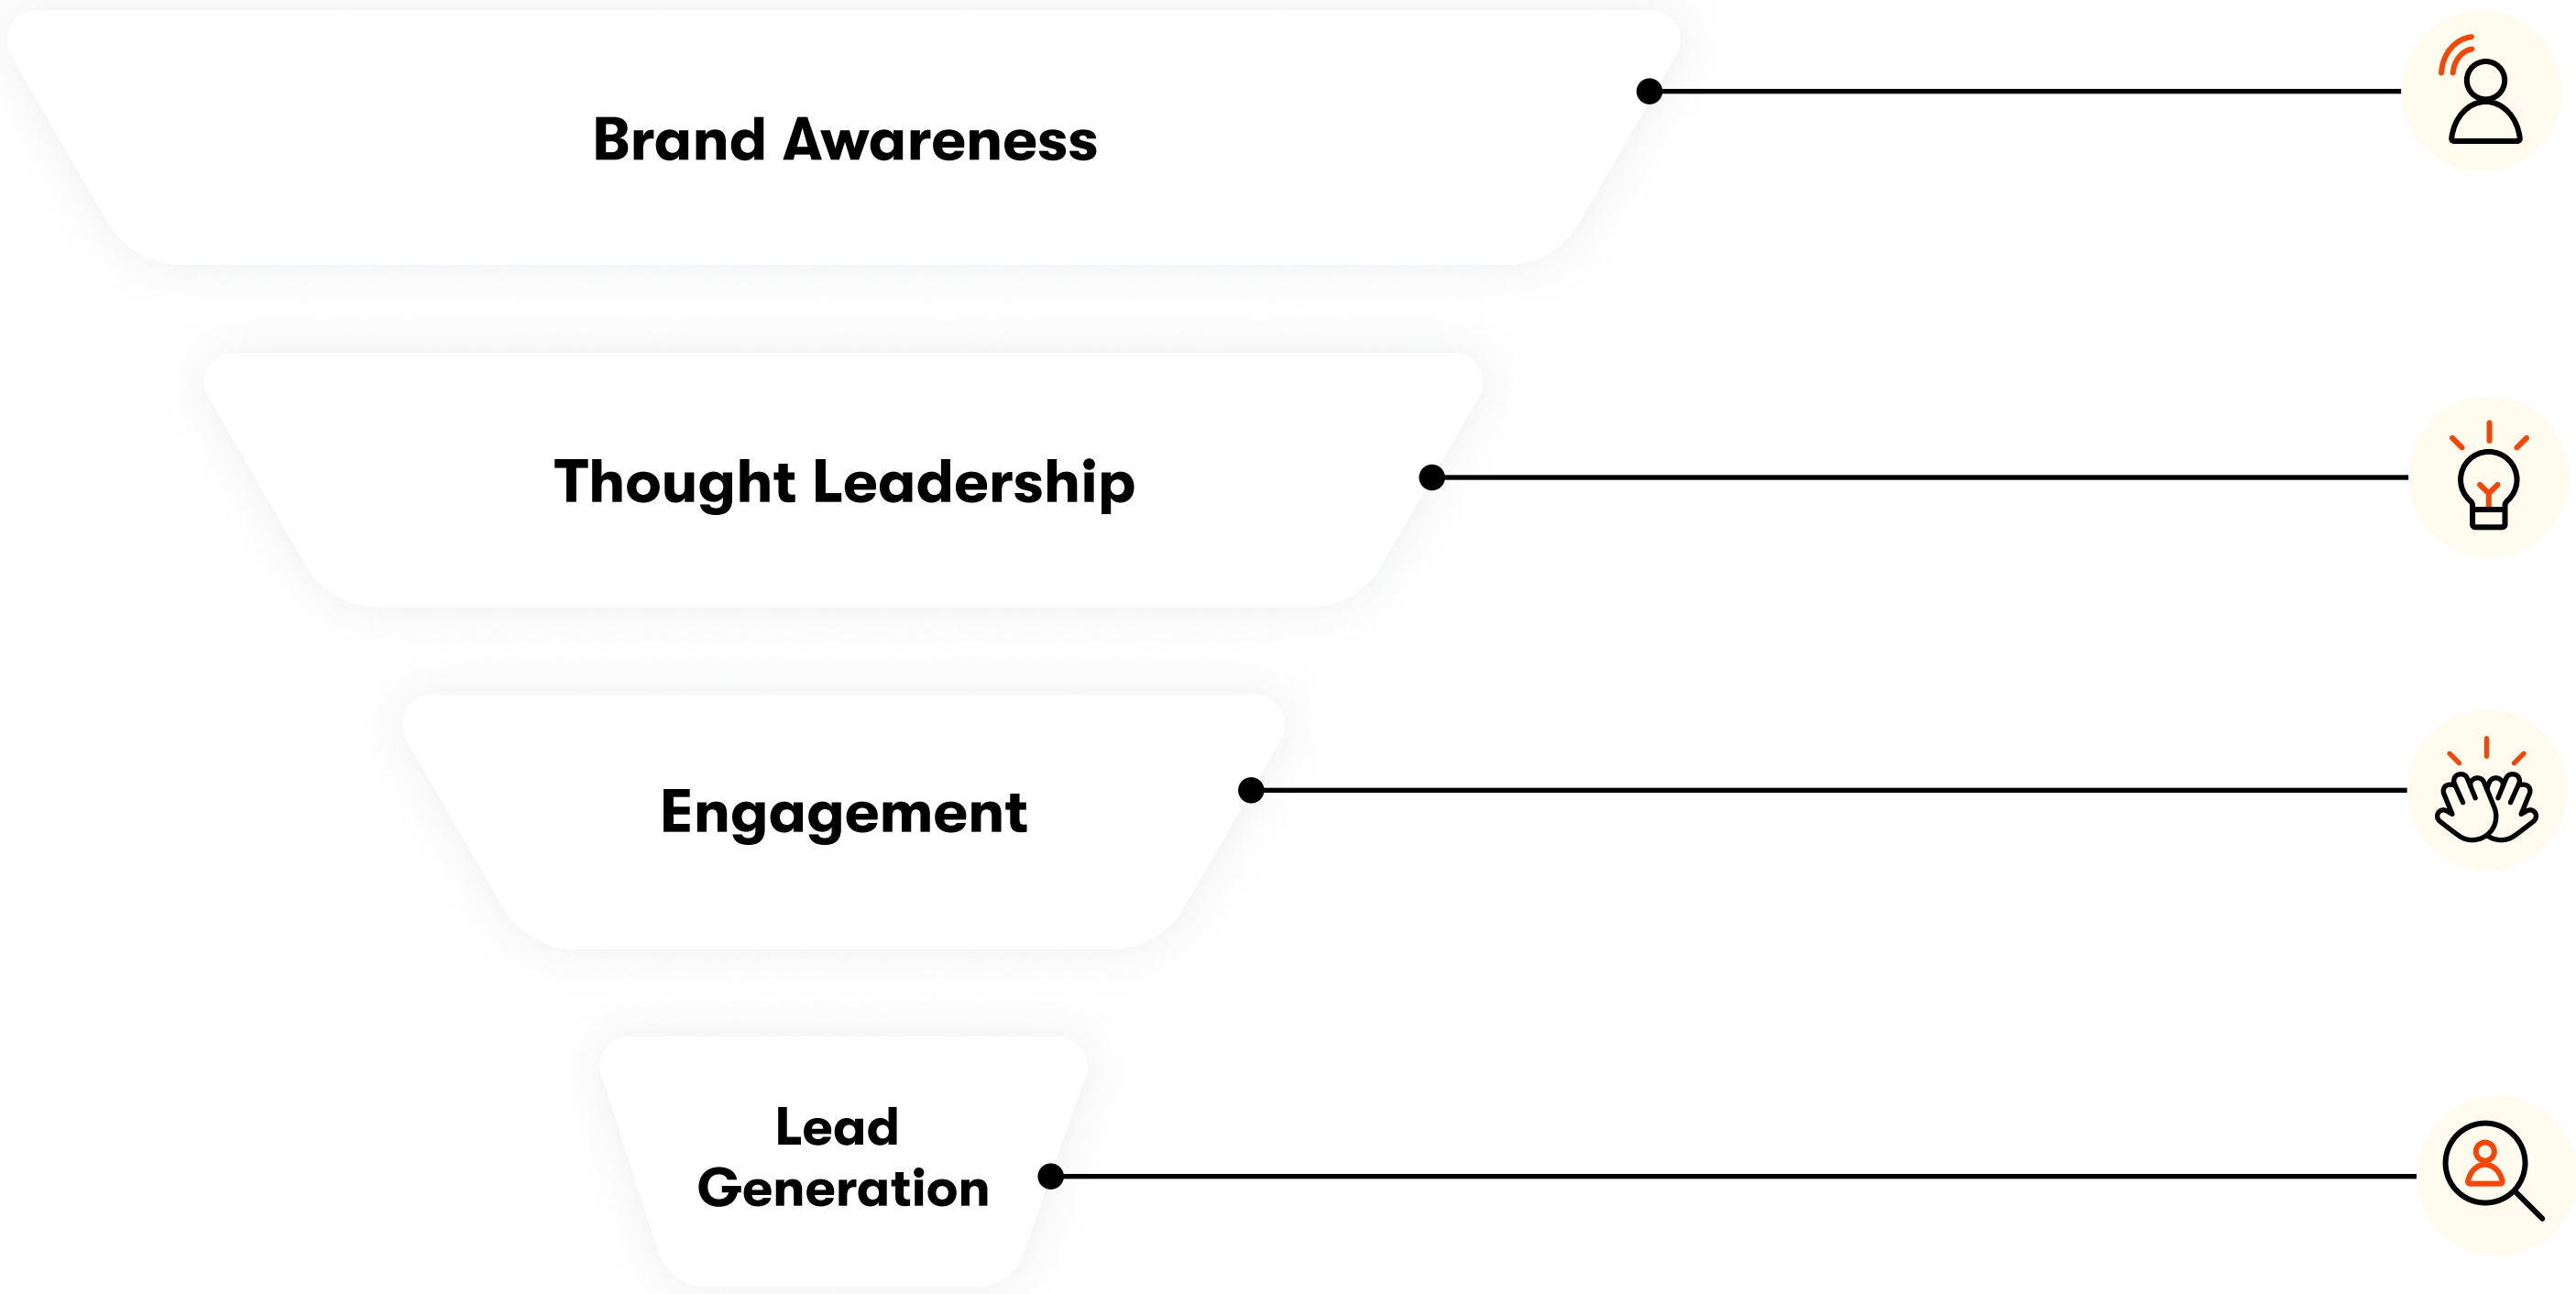 Brand Awareness
Thought Leadership
Engagement
Lead
Generation